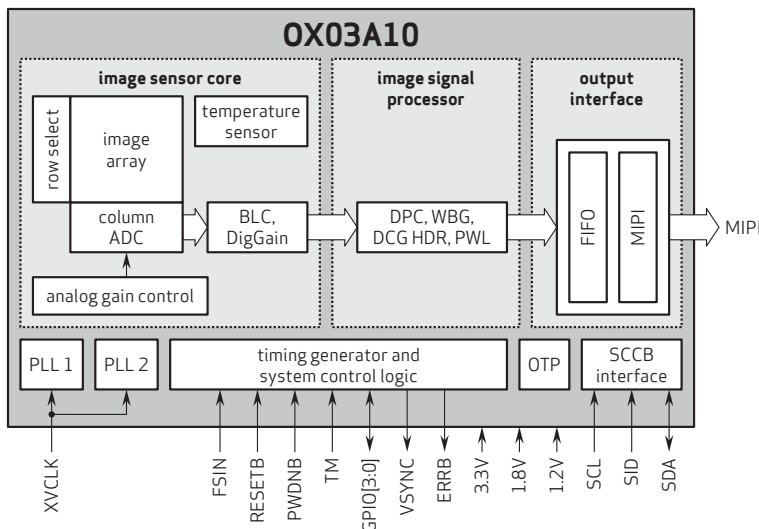 OX03A10
image sensor core
image signal
processor
output
interface
row select
image
array
temperature
sensor
column
ADC
BLC,
DigGain
DPC, WBG,
DCG HDR, PWL
FIFO
MIPI
MIPI
analog gain control
PLL 1
PLL 2
timing generator and
system control logic
OTP
SCCB
interface
XVCLK
FSIN
RESETB
PWDNB
TM
GPIO[3:0]
VSYNC
ERRB
3.3V
1.8V
1.2V
SCL
SID
SDA